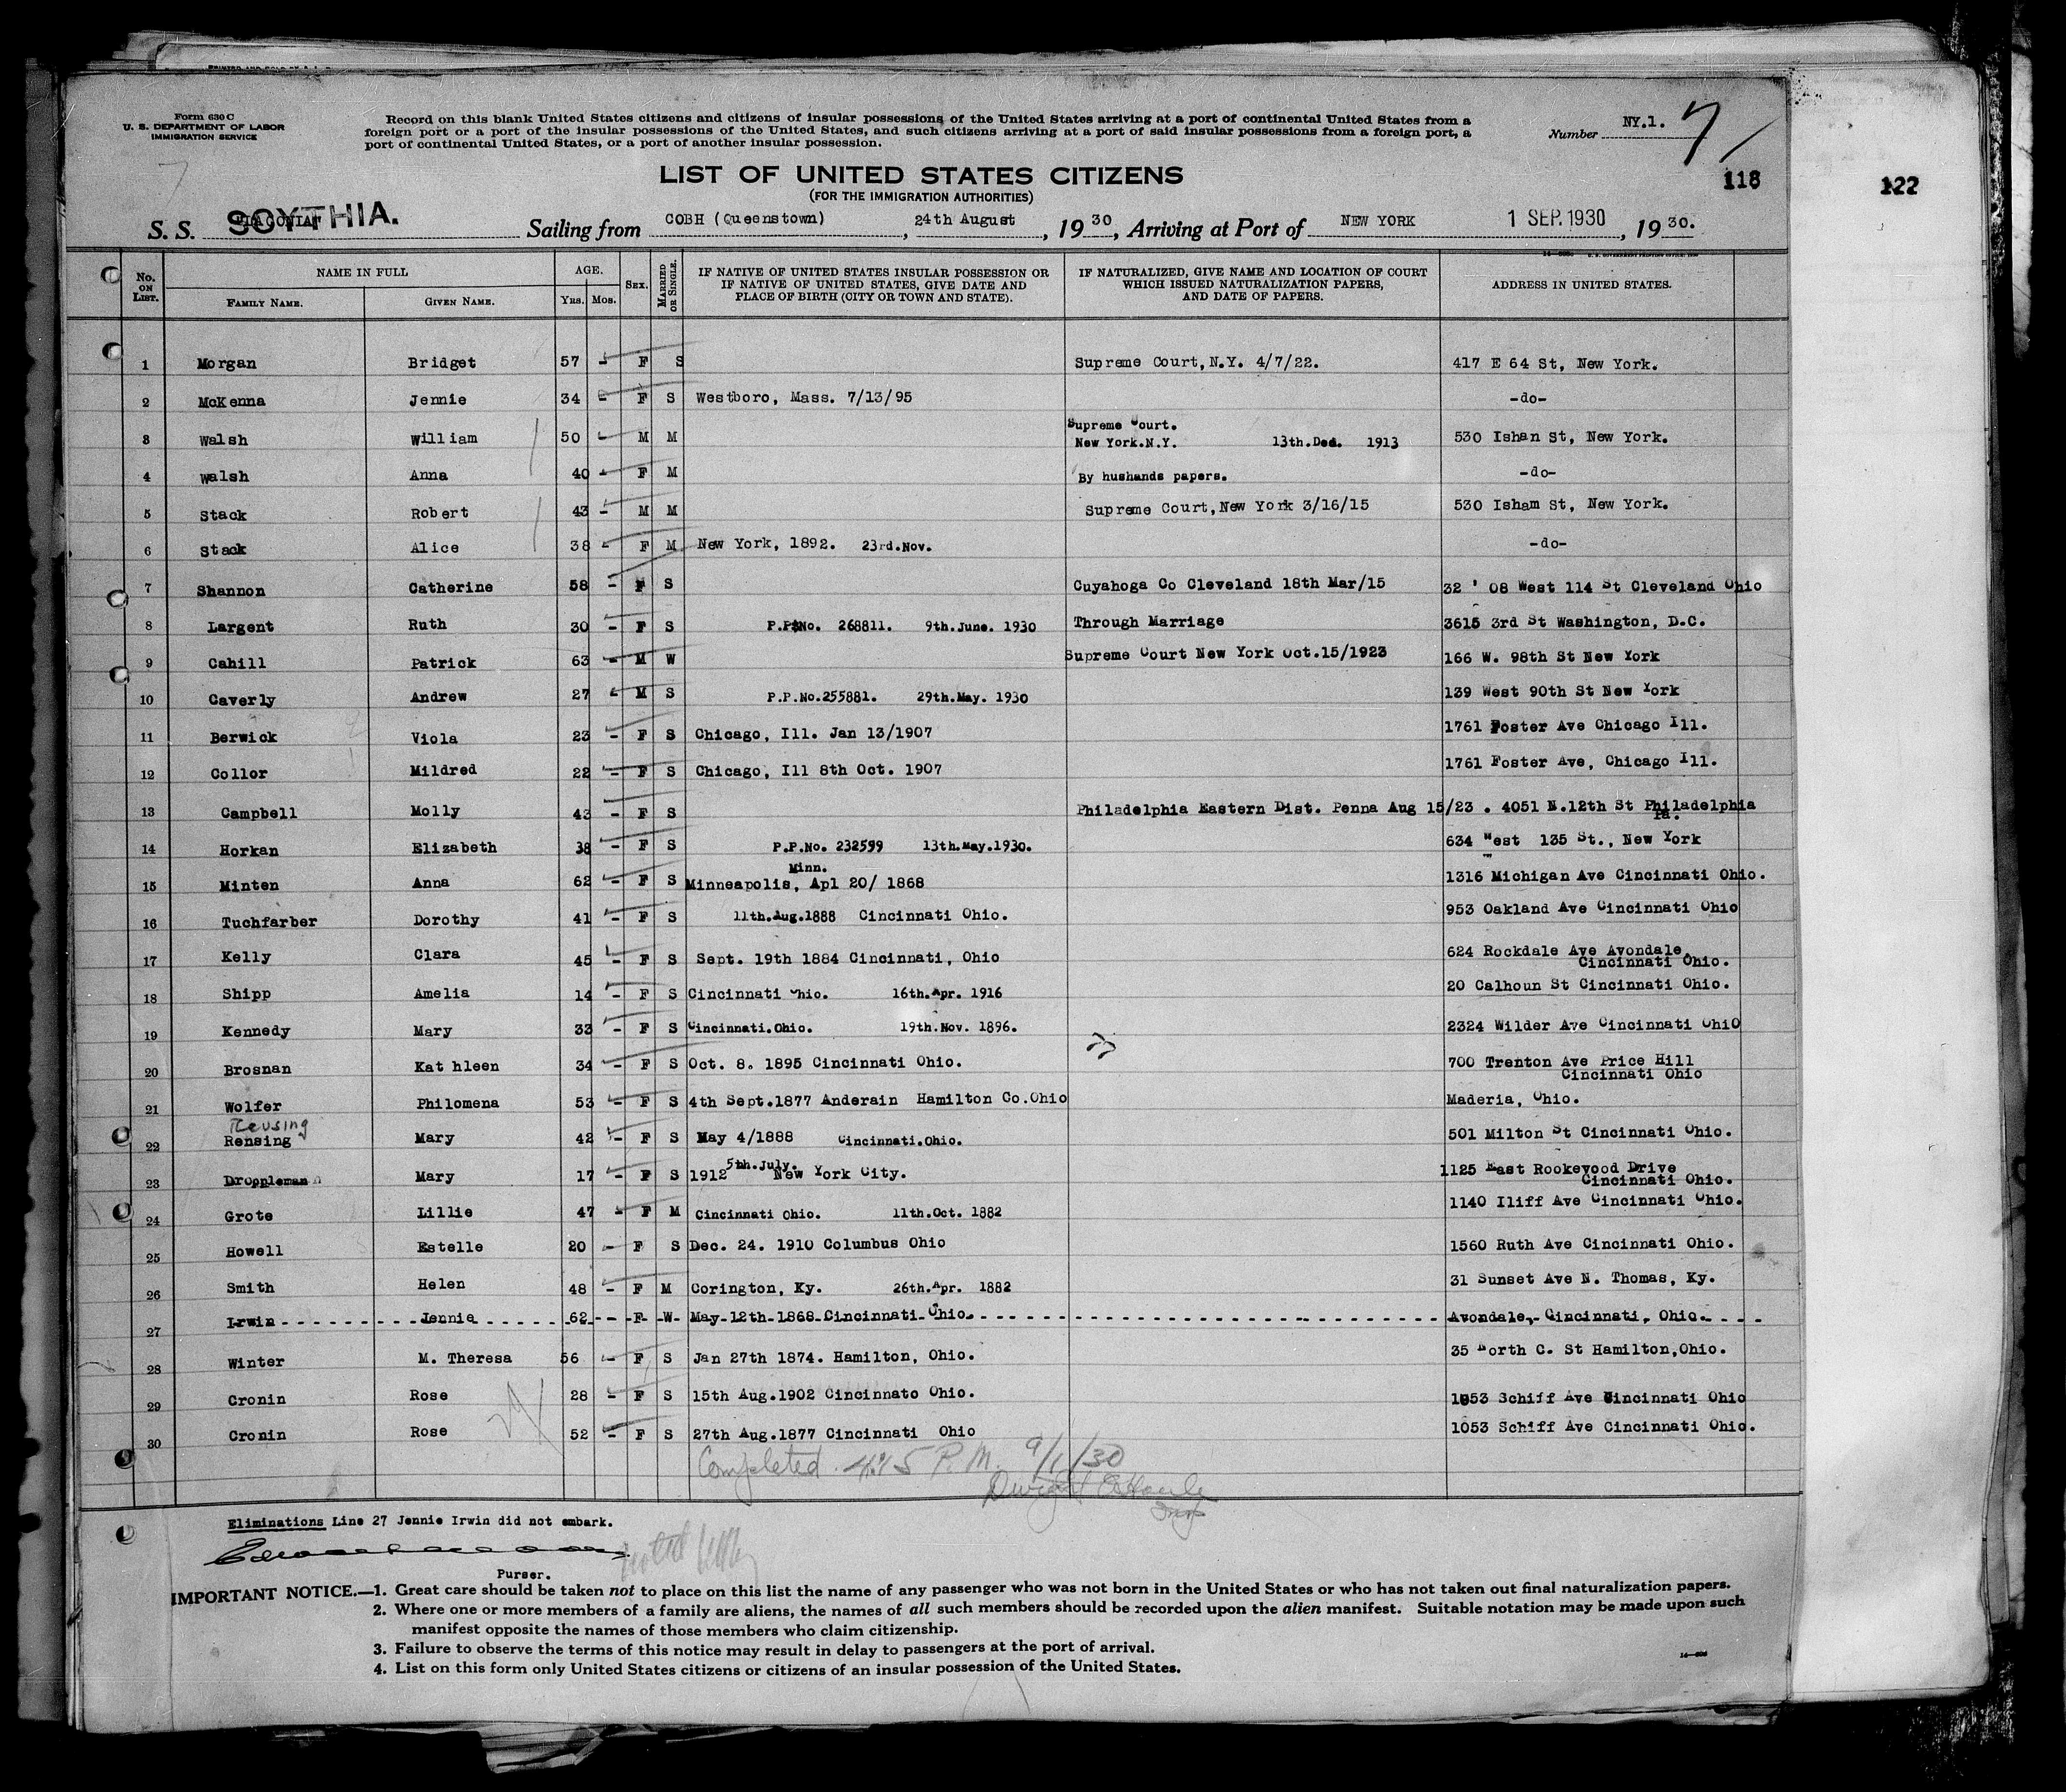 Form 630 C
U. S. DEPARTMENT OF LABOR
IMMIGRATION SERVICE
Record on this blank United States citizens and citizens of insular possessions of the United States arriving at a port of continental United States from a
foreign port or a port of the insular possessions of the United States, and such citizens arriving at a port of said insular possessions from a foreign port, a
port of continental United States, or a port of another insular possession.
Number NY.1. 7
LIST OF UNITED STATES CITIZENS
(FOR THE IMMIGRATION AUTHORITIES)
118
122
S. S. SCYTHIA. Sailing from COBH (Queenstown), 24th August, 1930, Arriving at Port of NEW YORK 1 SEP. 1930, 1930.
No. ON LIST. NAME IN FULL FAMILY NAME. GIVEN NAME. AGE. YRS. MOS. SEX. MARRIED OR SINGLE. IF NATIVE OF UNITED STATES INSULAR POSSESSION OR IF NATIVE OF UNITED STATES, GIVE DATE AND PLACE OF BIRTH (CITY OR TOWN AND STATE). IF NATURALIZED, GIVE NAME AND LOCATION OF COURT WHICH ISSUED NATURALIZATION PAPERS, AND DATE OF PAPERS. ADDRESS IN UNITED STATES.
1 Morgan Bridget 57 - F S Supreme Court, N.Y. 4/7/22. 417 E 64 St, New York.
2 McKenna Jennie 34 - F S Westboro, Mass. 7/13/95 -do-
3 Walsh William 50 - M M Supreme Court. New York.N.Y. 13th.Dec. 1913 530 Ishan St, New York.
4 Walsh Anna 40 - F M By hushands papers. -do-
5 Stack Robert 43 - M M Supreme Court, New York 3/16/15 530 Isham St, New York.
6 Stack Alice 38 - F M New York, 1892. 23rd.Nov. -do-
7 Shannon Catherine 58 - F S Cuyahoga Co Cleveland 18th Mar/15 32 ' 08 West 114 St Cleveland Ohio
8 Largent Ruth 30 - F S P.P.No. 268811. 9th.June. 1930 Through Marriage 3615 3rd St Washington, D.C.
9 Cahill Patrick 63 - M W Supreme Court New York Oct.15/1923 166 W. 98th St New York
10 Caverly Andrew 27 - M S P.P.No.255881. 29th.May. 1930 139 West 90th St New York
11 Berwick Viola 23 - F S Chicago, Ill. Jan 13/1907 1761 Foster Ave Chicago Ill.
12 Collor Mildred 22 - F S Chicago, Ill 8th Oct. 1907 1761 Foster Ave, Chicago Ill.
13 Campbell Molly 43 - F S Philadelphia Eastern Dist. Penna Aug 15/23 . 4051 N.12th St Philadelphia Pa.
14 Horkan Elizabeth 38 - F S P.P.No. 232599 13th.May.1930. 634 West 135 St., New York
15 Minten Anna 62 - F S Minneapolis, Minn. Apl 20/ 1868 1316 Michigan Ave Cincinnati Ohio.
16 Tuchfarber Dorothy 41 - F S 11th.Aug.1888 Cincinnati Ohio. 953 Oakland Ave Cincinnati Ohio
17 Kelly Clara 45 - F S Sept. 19th 1884 Cincinnati, Ohio 624 Rockdale Ave Avondale, Cincinnati Ohio.
18 Shipp Amelia 14 - F S Cincinnati Ohio. 16th.Apr. 1916 20 Calhoun St Cincinnati Ohio.
19 Kennedy Mary 33 - F S Cincinnati.Ohio. 19th.Nov. 1896. 2324 Wilder Ave Cincinnati Ohio
20 Brosnan Kat hleen 34 - F S Oct. 8. 1895 Cincinnati Ohio. 700 Trenton Ave Price Hill Cincinnati Ohio
21 Wolfer Philomena 53 - F S 4th Sept.1877 Anderain Hamilton Co.Ohio Maderia, Ohio.
Reusing
22 Rensing Mary 42 - F S May 4/1888 Cincinnati.Ohio. 501 Milton St Cincinnati Ohio.
23 Droppleman n Mary 17 - F S 1912 5th.July. New York City. 1125 East Rookevood Drive Cincinnati Ohio.
24 Grote Lillie 47 - F M Cincinnati Ohio. 11th.Oct. 1882 1140 Iliff Ave Cincinnati Ohio.
25 Howell Estelle 20 - F S Dec. 24. 1910 Columbus Ohio 1560 Ruth Ave Cincinnati Ohio.
26 Smith Helen 48 - F M Corington, Ky. 26th.Apr. 1882 31 Sunset Ave N. Thomas, Ky.
27 Irwin Jennie 62 - F W May 12th 1868 Cincinnati Ohio. Avondale, Cincinnati, Ohio.
28 Winter M. Theresa 56 - F S Jan 27th 1874. Hamilton, Ohio. 35 North C. St Hamilton,Ohio.
29 Cronin Rose 28 - F S 15th Aug.1902 Cincinnato Ohio. 1053 Schiff Ave Cincinnati Ohio
30 Cronin Rose 52 - F S 27th Aug.1877 Cincinnati Ohio 1053 Schiff Ave Cincinnati Ohio.
Completed 4:45 P.M. 9/1/30
Dwight
Insp
Eliminations Line 27 Jennie Irwin did not embark.
Purser.
IMPORTANT NOTICE.—1. Great care should be taken not to place on this list the name of any passenger who was not born in the United States or who has not taken out final naturalization papers.
2. Where one or more members of a family are aliens, the names of all such members should be recorded upon the alien manifest. Suitable notation may be made upon such
manifest opposite the names of those members who claim citizenship.
3. Failure to observe the terms of this notice may result in delay to passengers at the port of arrival.
4. List on this form only United States citizens or citizens of an insular possession of the United States.